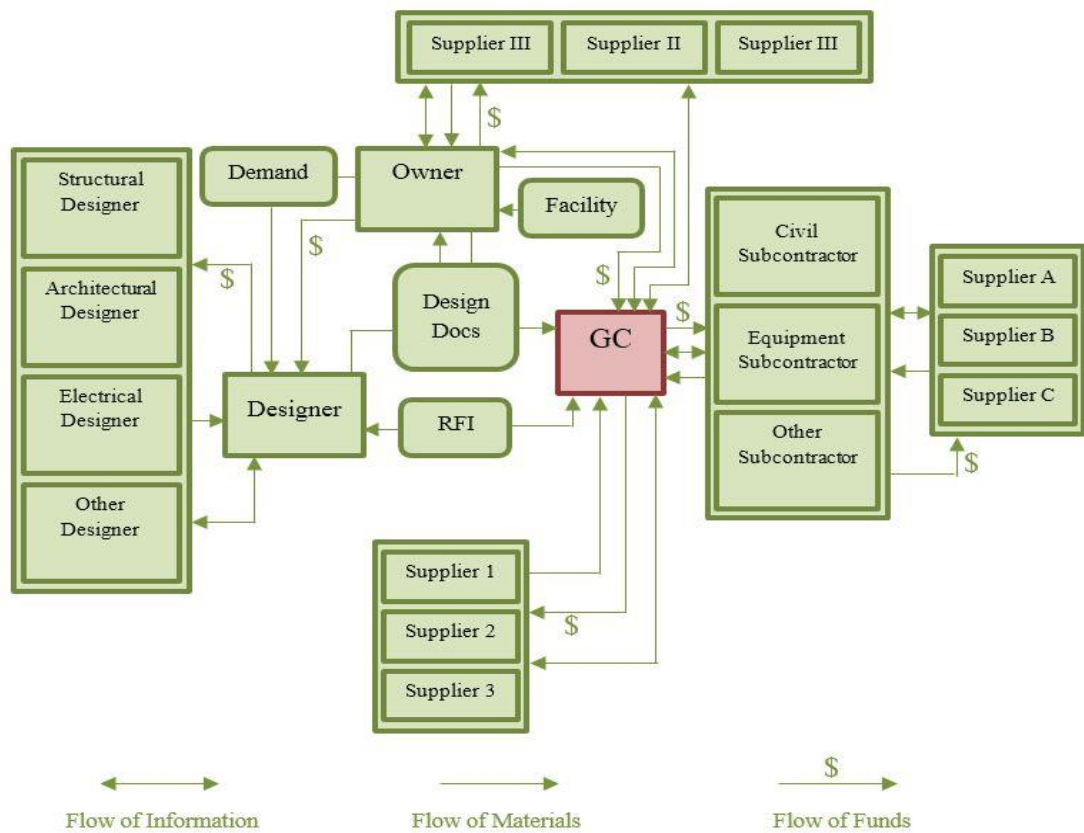 Supplier III
Supplier II
Supplier III
$
Structural
Designer
Demand
Owner
Facility
Civil
Subcontractor
$
$
$
Architectural
Designer
Design
Docs
GC
$
Supplier A
Equipment
Subcontractor
Supplier B
Electrical
Designer
Designer
RFI
Supplier C
Other
Subcontractor
$
Other
Designer
Supplier 1
Supplier 2
$
Supplier 3
$
Flow of Information
Flow of Materials
Flow of Funds